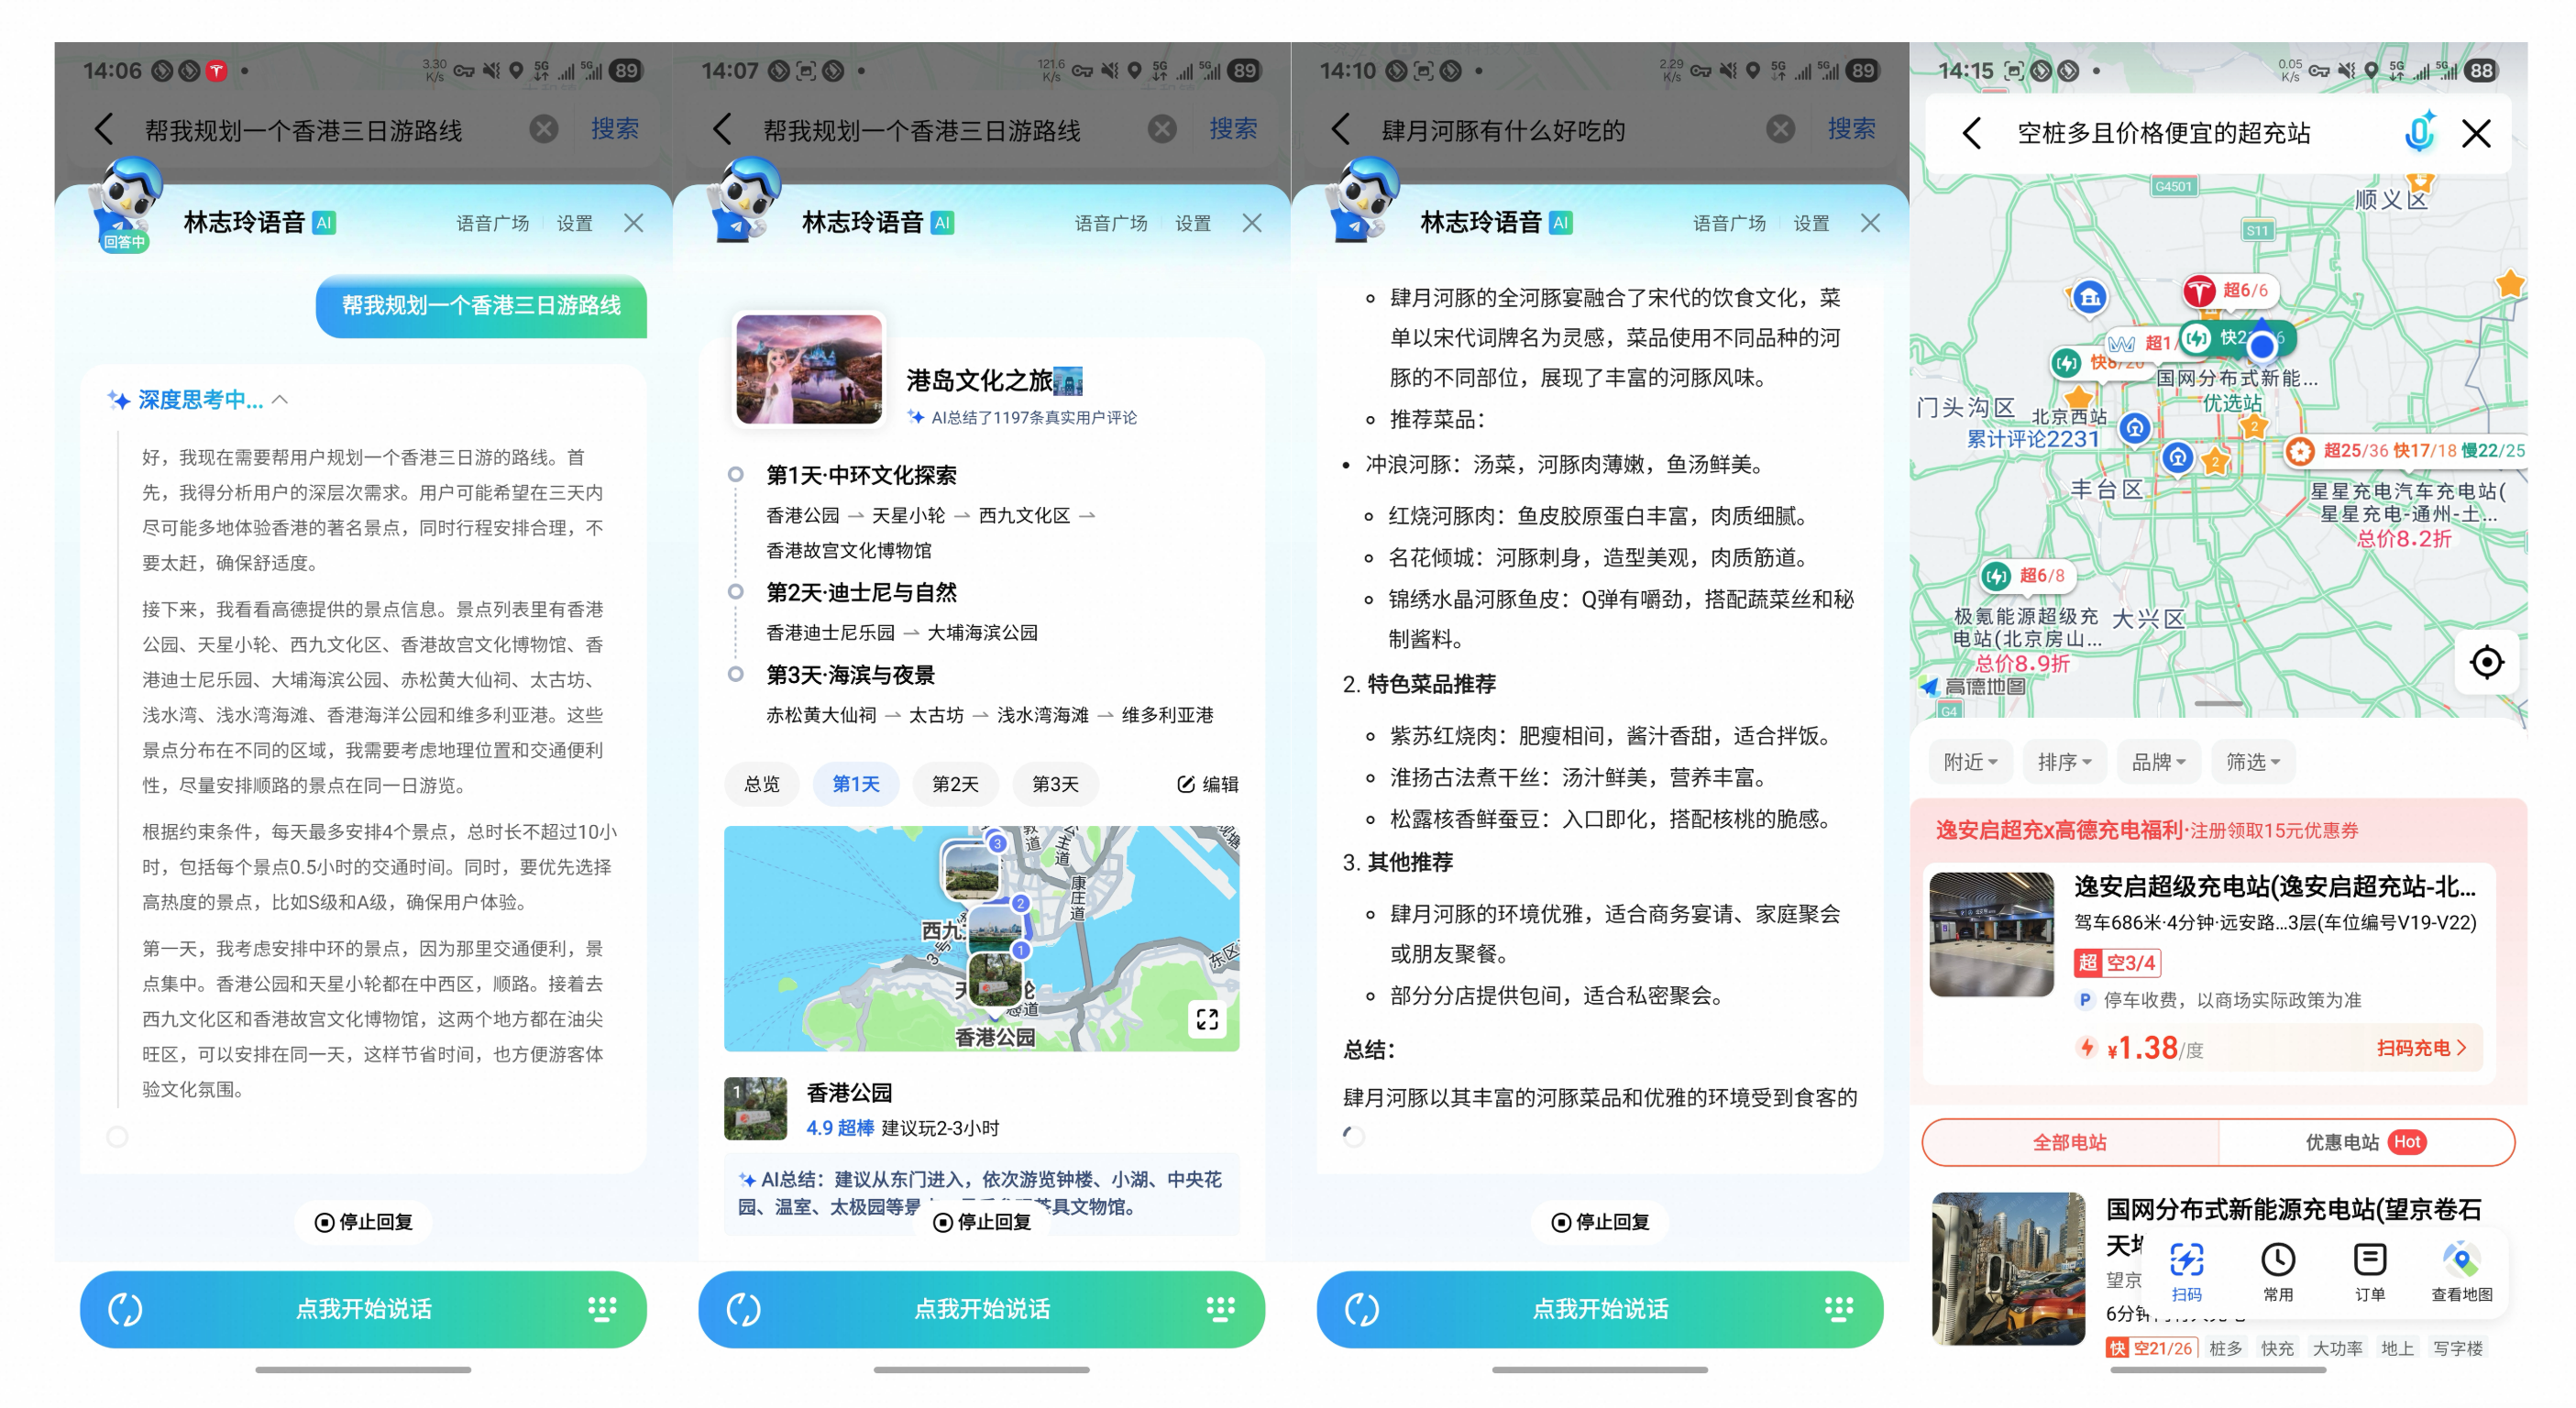 14:06
3.30 K/s
5G
5G
89
帮我规划一个香港三日游路线
搜索
回答中
林志玲语音 AI
语音广场
设置
帮我规划一个香港三日游路线
深度思考中...
好，我现在需要帮用户规划一个香港三日游的路线。首
先，我得分析用户的深层次需求。用户可能希望在三天内
尽可能多地体验香港的著名景点，同时行程安排合理，不
要太赶，确保舒适度。
接下来，我看看高德提供的景点信息。景点列表里有香港
公园、天星小轮、西九文化区、香港故宫文化博物馆、香
港迪士尼乐园、大埔海滨公园、赤松黄大仙祠、太古坊、
浅水湾、浅水湾海滩、香港海洋公园和维多利亚港。这些
景点分布在不同的区域，我需要考虑地理位置和交通便利
性，尽量安排顺路的景点在同一日游览。
根据约束条件，每天最多安排4个景点，总时长不超过10小
时，包括每个景点0.5小时的交通时间。同时，要优先选择
高热度的景点，比如S级和A级，确保用户体验。
第一天，我考虑安排中环的景点，因为那里交通便利，景
点集中。香港公园和天星小轮都在中西区，顺路。接着去
西九文化区和香港故宫文化博物馆，这两个地方都在油尖
旺区，可以安排在同一天，这样节省时间，也方便游客体
验文化氛围。
停止回复
点我开始说话
14:07
121.6 K/s
5G
5G
89
帮我规划一个香港三日游路线
搜索
林志玲语音 AI
语音广场
设置
港岛文化之旅
AI总结了1197条真实用户评论
第1天·中环文化探索
香港公园 → 天星小轮 → 西九文化区 →
香港故宫文化博物馆
第2天·迪士尼与自然
香港迪士尼乐园 → 大埔海滨公园
第3天·海滨与夜景
赤松黄大仙祠 → 太古坊 → 浅水湾海滩 → 维多利亚港
总览
第1天
第2天
第3天
编辑
3
2
1
康庄道
西九
香港公园
1
香港公园
4.9 超棒 建议玩2-3小时
AI总结：建议从东门进入，依次游览钟楼、小湖、中央花
园、温室、太极园等景
具文物馆。
停止回复
点我开始说话
14:10
2.29 K/s
5G
5G
89
肆月河豚有什么好吃的
搜索
林志玲语音 AI
语音广场
设置
肆月河豚的全河豚宴融合了宋代的饮食文化，菜
单以宋代词牌名为灵感，菜品使用不同品种的河
豚的不同部位，展现了丰富的河豚风味。
推荐菜品：
冲浪河豚：汤菜，河豚肉薄嫩，鱼汤鲜美。
红烧河豚肉：鱼皮胶原蛋白丰富，肉质细腻。
名花倾城：河豚刺身，造型美观，肉质筋道。
锦绣水晶河豚鱼皮：Q弹有嚼劲，搭配蔬菜丝和秘
制酱料。
2. 特色菜品推荐
紫苏红烧肉：肥瘦相间，酱汁香甜，适合拌饭。
淮扬古法煮干丝：汤汁鲜美，营养丰富。
松露核香鲜蚕豆：入口即化，搭配核桃的脆感。
3. 其他推荐
肆月河豚的环境优雅，适合商务宴请、家庭聚会
或朋友聚餐。
部分分店提供包间，适合私密聚会。
总结：
肆月河豚以其丰富的河豚菜品和优雅的环境受到食客的
停止回复
点我开始说话
14:15
0.05 K/s
5G
5G
88
空桩多且价格便宜的超充站
G4501
顺义区
S11
超6/6
超1/
快2
国网分布式新能...
优选站
门头沟区
北京西站
累计评论2231
2
2
超25/36 快17/18 慢22/25
丰台区
星星充电汽车充电站(
星星充电-通州-土...
总价8.2折
超6/8
极氪能源超级充
电站(北京房山...
总价8.9折
大兴区
高德地图
G4
附近
排序
品牌
筛选
逸安启超充x高德充电福利·注册领取15元优惠券
逸安启超级充电站(逸安启超充站-北...
驾车686米·4分钟·远安路...3层(车位编号V19-V22)
超 空3/4
P 停车收费，以商场实际政策为准
¥1.38/度
扫码充电
全部电站
优惠电站 Hot
国网分布式新能源充电站(望京卷石
天
望京
6分钟
扫码
常用
订单
查看地图
快 空21/26
桩多
快充
大功率
地上
写字楼